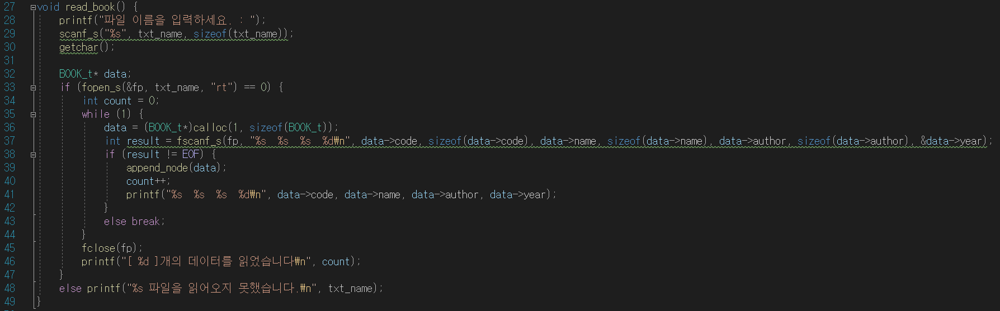 27 void read_book() {
28 printf("파일 이름을 입력하세요. : ");
29 scanf_s("%s", txt_name, sizeof(txt_name));
30 getchar();
31
32 BOOK_t* data;
33 if (fopen_s(&fp, txt_name, "rt") == 0) {
34 int count = 0;
35 while (1) {
36 data = (BOOK_t*)calloc(1, sizeof(BOOK_t));
37 int result = fscanf_s(fp, "%s  %s  %s  %d₩n", data->code, sizeof(data->code), data->name, sizeof(data->name), data->author, sizeof(data->author), &data->year);
38 if (result != EOF) {
39 append_node(data);
40 count++;
41 printf("%s  %s  %s  %d₩n", data->code, data->name, data->author, data->year);
42 }
43 else break;
44 }
45 fclose(fp);
46 printf("[ %d ]개의 데이터를 읽었습니다₩n", count);
47 }
48 else printf("%s 파일을 읽어오지 못했습니다.₩n", txt_name);
49 }